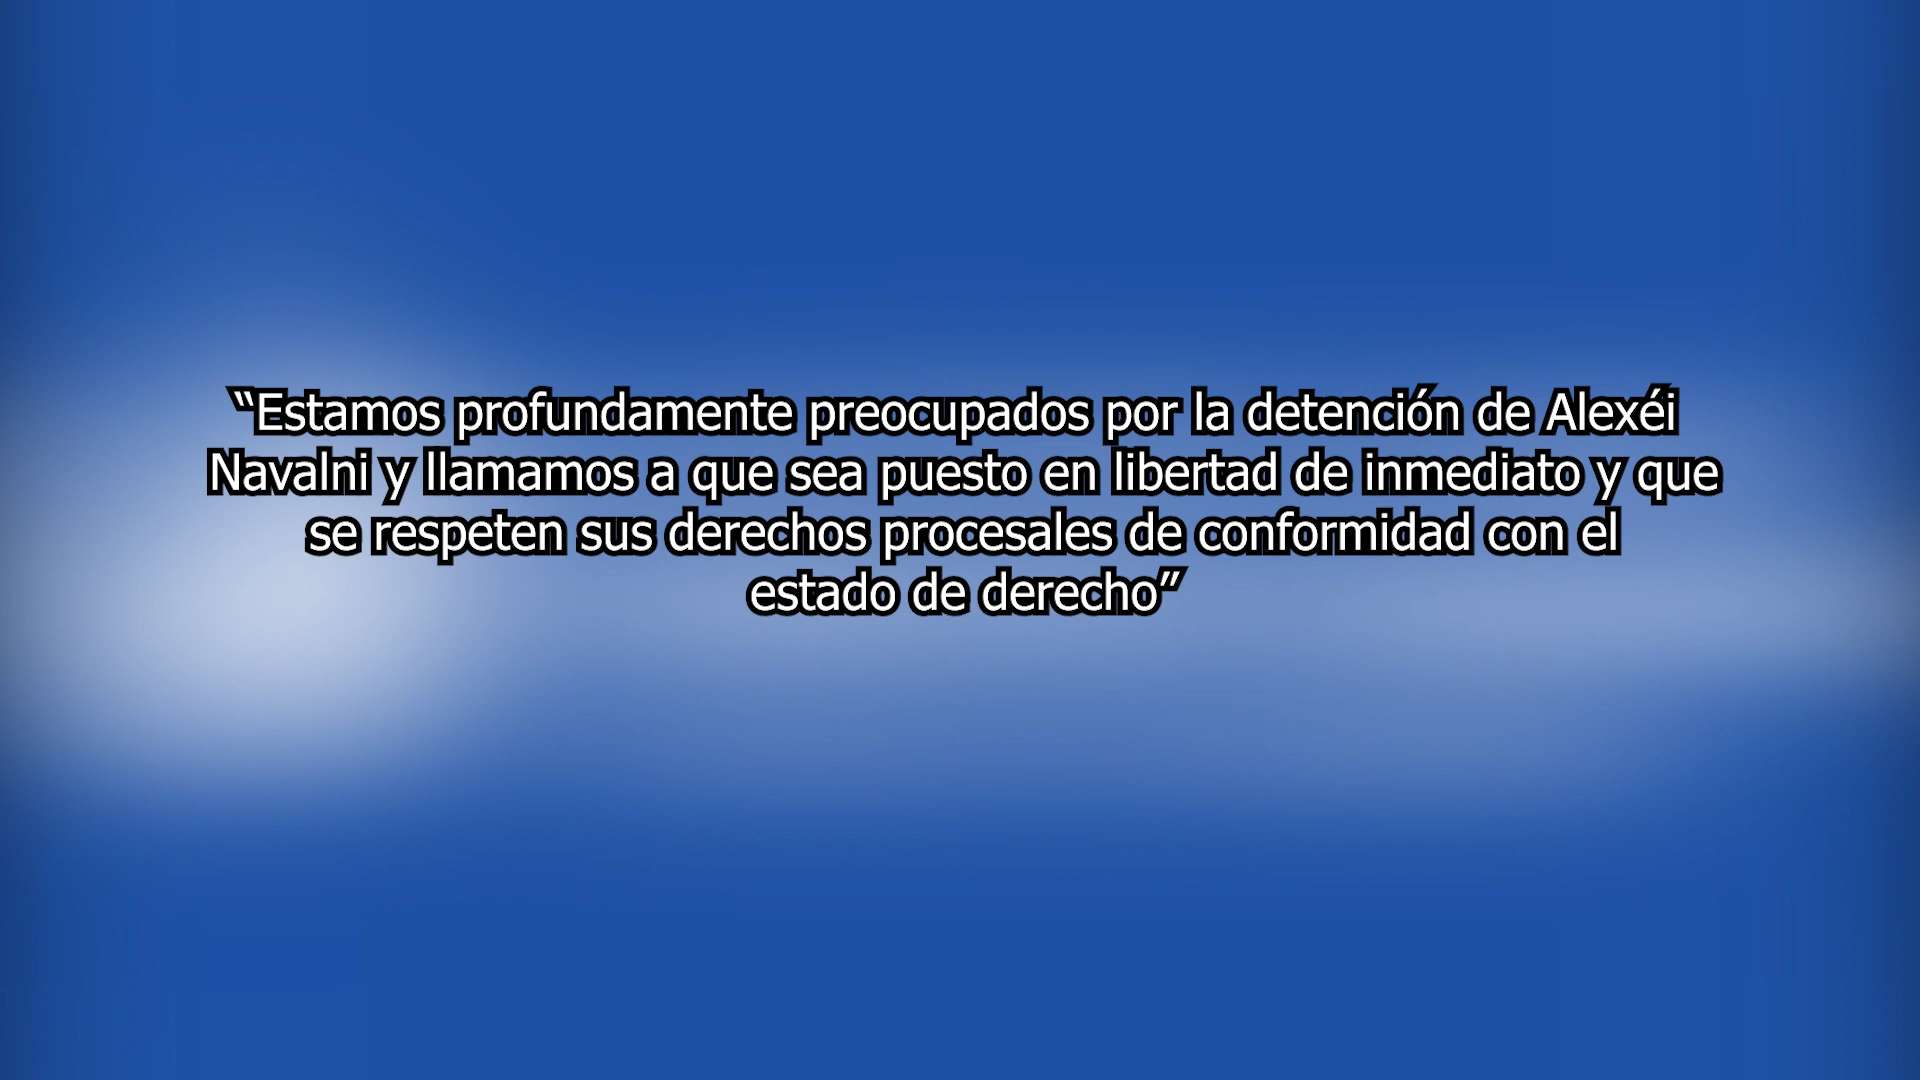 “Estamos profundamente preocupados por la detención de Alexéi
Navalni y llamamos a que sea puesto en libertad de inmediato y que
se respeten sus derechos procesales de conformidad con el
estado de derecho”